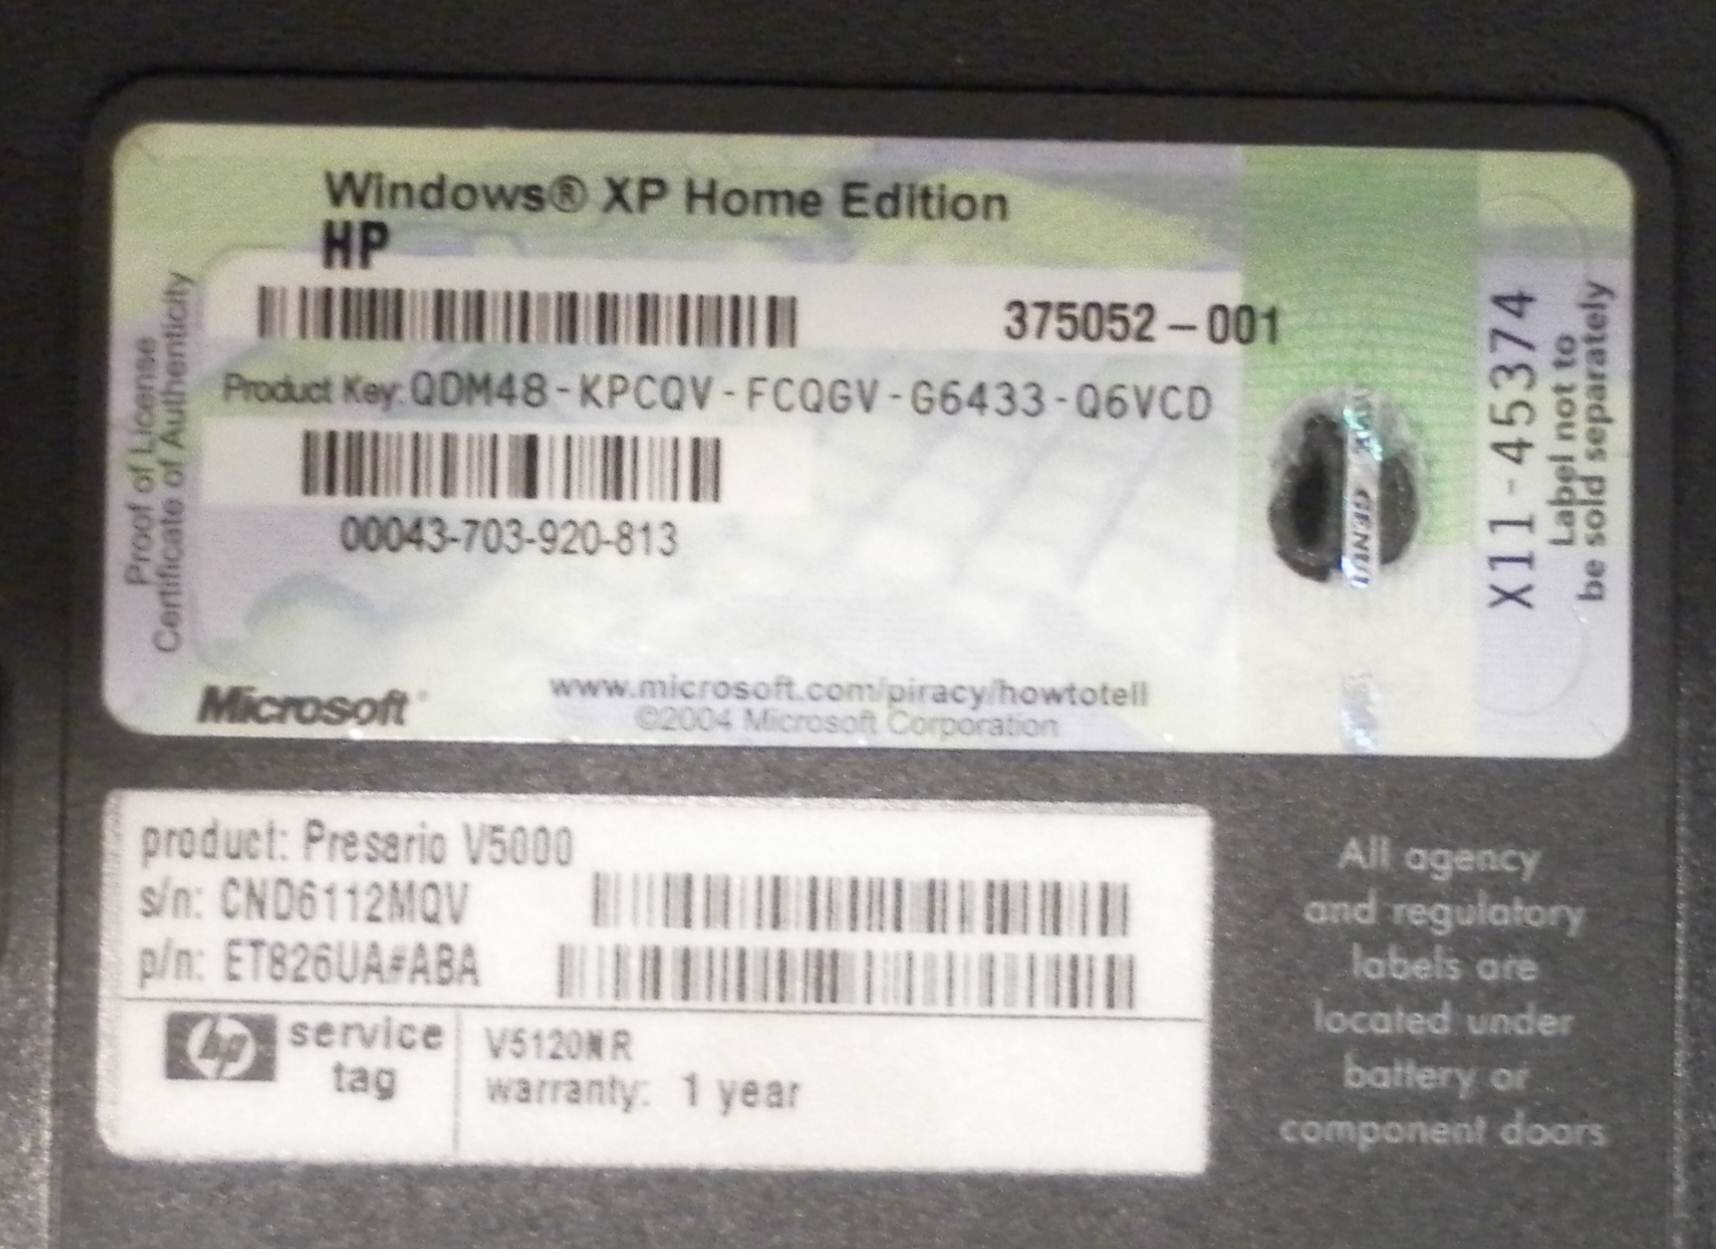 Windows® XP Home Edition
HP
375052-001
Product Key: QDM48-KPCQV-FCQGV-G6433-Q6VCD
00043-703-920-813
Proof of License
Certificate of Authenticity
Microsoft®
www.microsoft.com/piracy/howtotell
©2004 Microsoft Corporation
GENUI
X11-45374
Label not to
be sold separately
product: Presario V5000
s/n: CND6112MQV
p/n: ET826UA#ABA
hp
service
tag
V5120NR
warranty: 1 year
All agency
and regulatory
labels are
located under
battery or
component doors